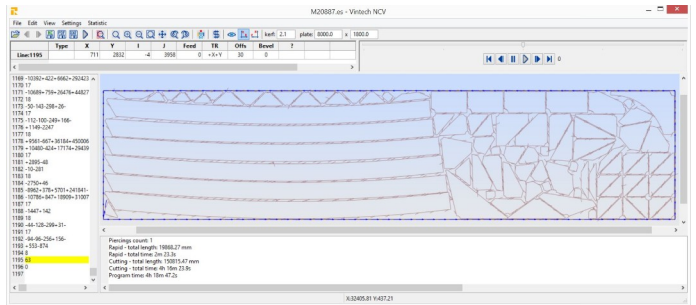 M20887.es - Vintech NCV
File Edit View Settings Statistic
kerf: 2.1 plate: 8000.0 x 1800.0
Type X Y I J Feed TR Offs Bevel ?
Line:1195 711 2832 -4 3958 0 +X+Y 30 0
0
1169 -10392+422+6662+292423
1170 17
1171 -10689+759+26476+44827
1172 18
1173 -50-143-298+26-
1174 17
1175 -112-100-249+166-
1176 +1149-2247
1177 18
1178 +9561-667+36184+450006
1179 +10480-424+17174+29439
1180 17
1181 +2895-48
1182 -10-281
1183 18
1184 -2750+46
1185 -8962+378+5701+241841-
1186 -10786+847+18909+31007
1187 17
1188 -1447+142
1189 18
1190 -44-128-299+31-
1191 17
1192 -94-96-256+156-
1193 +553-874
1194 8
1195 63
1196 0
1197
Piercings count: 1
Rapid - total length: 19868.27 mm
Rapid - total time: 2m 23.3s
Cutting - total length: 150815.47 mm
Cutting - total time: 4h 16m 23.9s
Program time: 4h 18m 47.2s
X:32405.81 Y:437.21